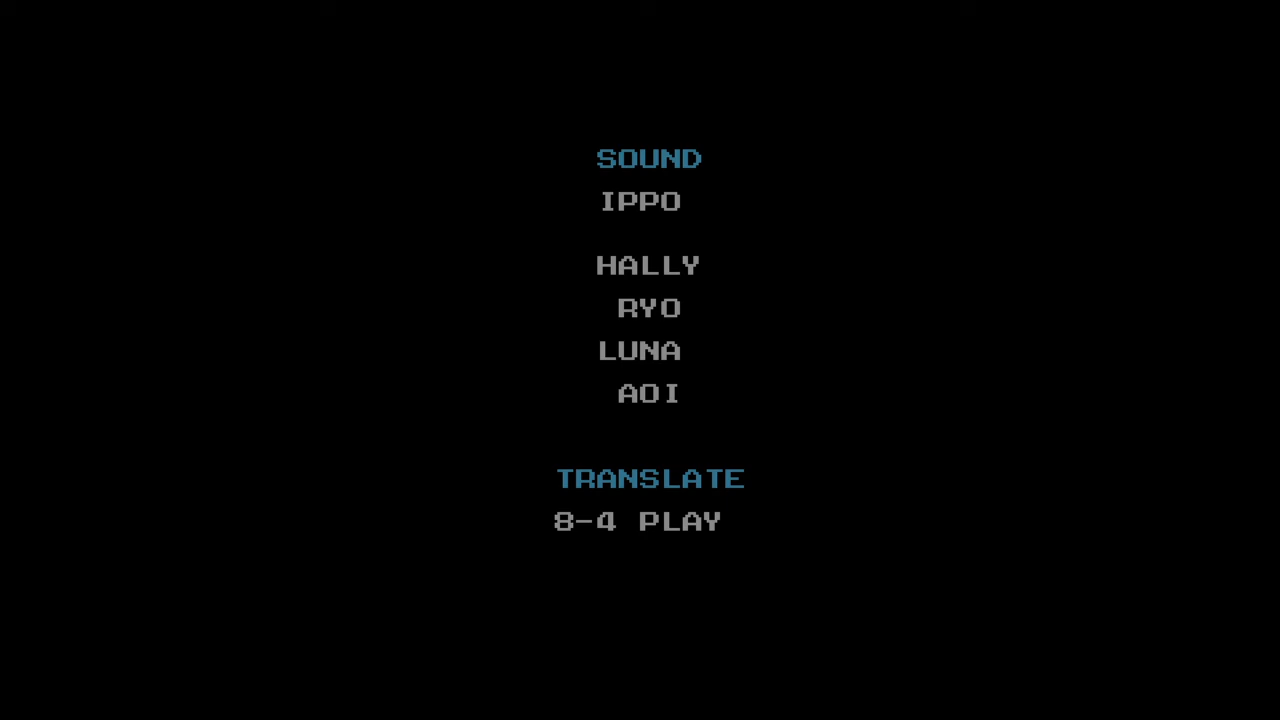 SOUND
IPPO
HALLY
RYO
LUNA
AOI
TRANSLATE
8-4 PLAY